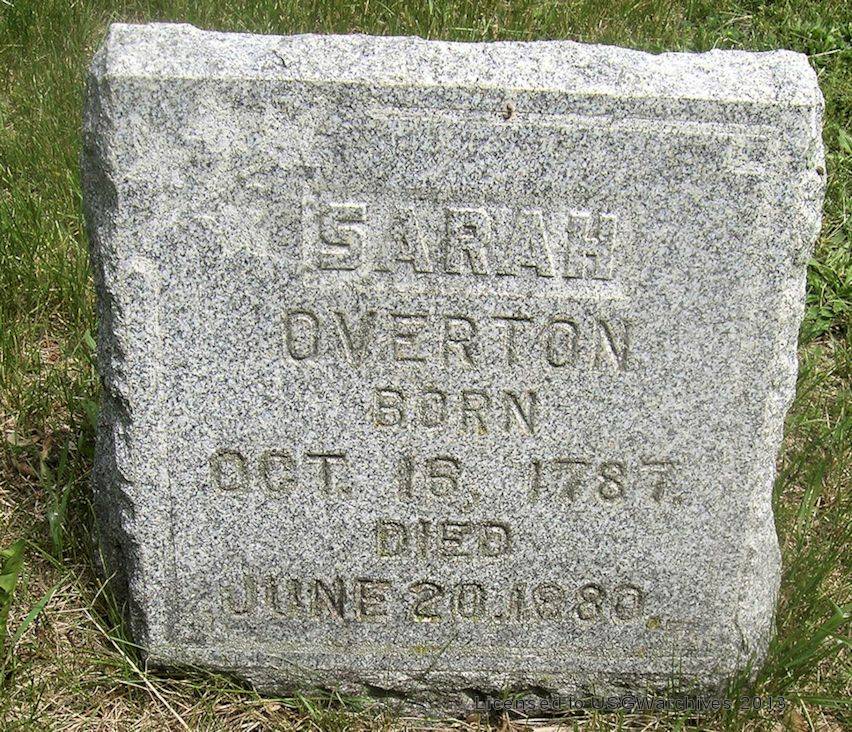 SARAH
OVERTON
BORN
OCT. 16, 1787.
DIED
JUNE 20.1880.
Licensed to USGWarchives 2013